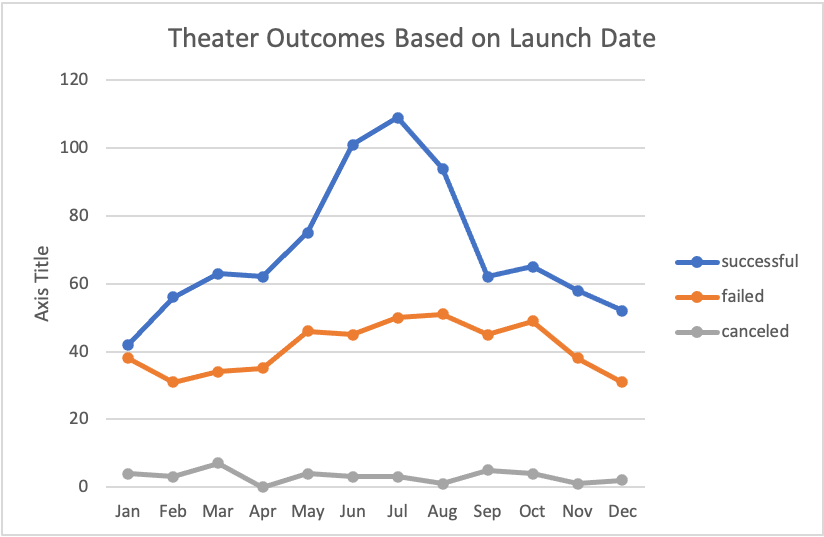 Theater Outcomes Based on Launch Date
120
100
80
60
40
20
0
Axis Title
Jan Feb Mar Apr May Jun Jul Aug Sep Oct Nov Dec
successful
failed
canceled